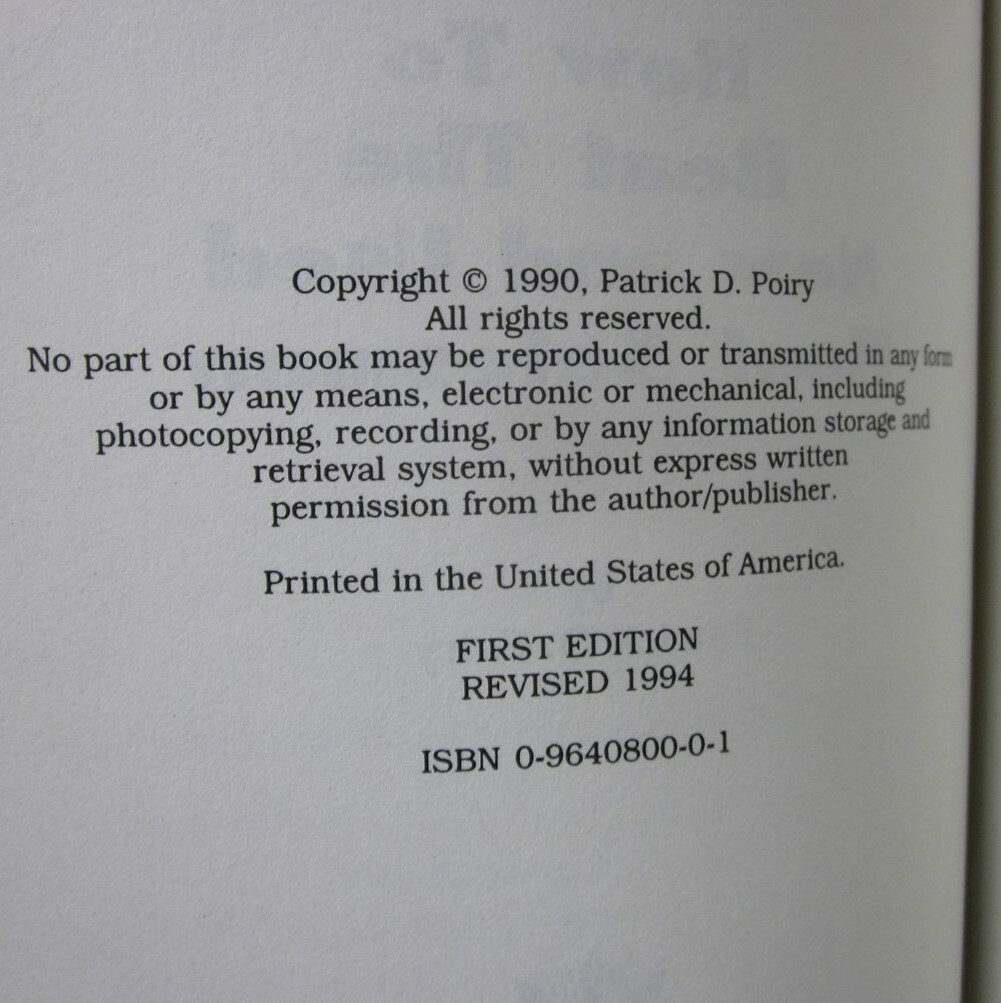 Copyright © 1990, Patrick D. Poiry
All rights reserved.
No part of this book may be reproduced or transmitted in any form
or by any means, electronic or mechanical, including
photocopying, recording, or by any information storage and
retrieval system, without express written
permission from the author/publisher.
Printed in the United States of America.
FIRST EDITION
REVISED 1994
ISBN 0-9640800-0-1